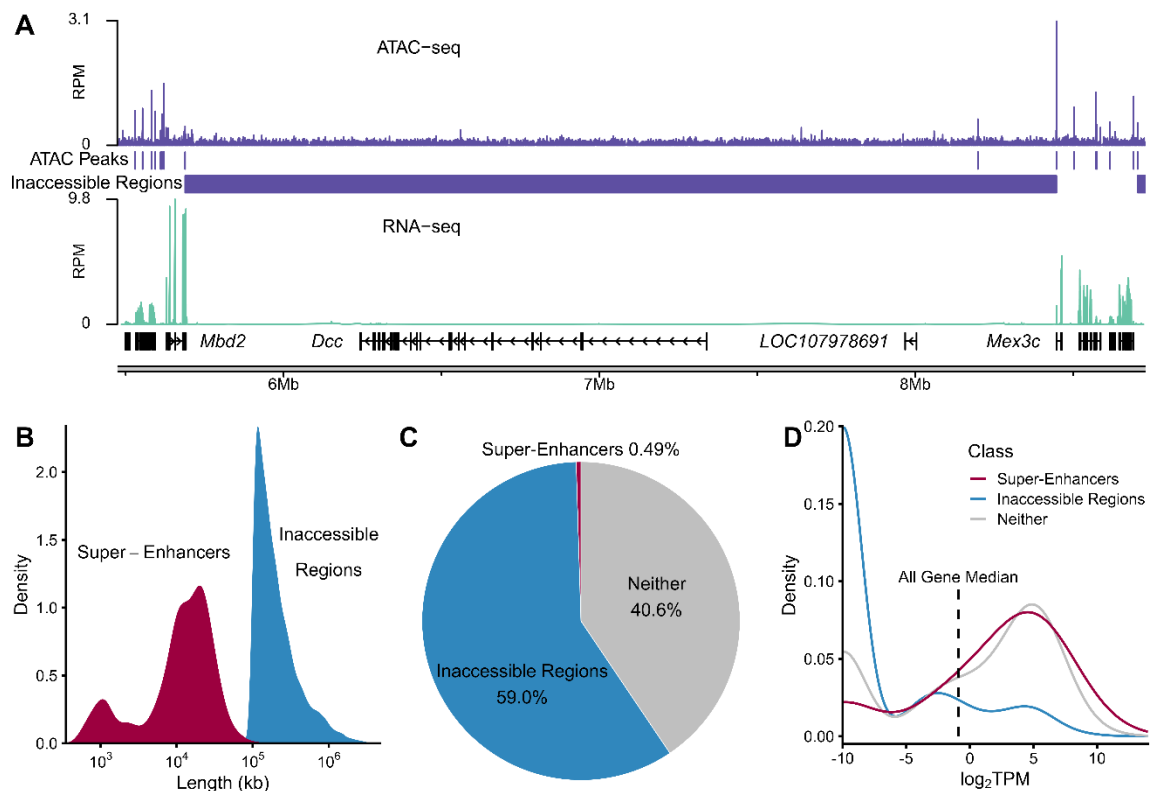 A
3.1
ATAC−seq
RPM
0
ATAC Peaks
Inaccessible Regions
9.8
RNA−seq
RPM
0
Mbd2
Dcc
LOC107978691
Mex3c
6Mb
7Mb
8Mb
B
2.0
1.5
1.0
0.5
0.0
Density
Super – Enhancers
Inaccessible
Regions
10³
10⁴
10⁵
10⁶
Length (kb)
C
Super-Enhancers 0.49%
Neither
40.6%
Inaccessible Regions
59.0%
D
0.20
0.15
0.10
0.05
0.00
Density
Class
Super-Enhancers
Inaccessible Regions
Neither
All Gene Median
-10
-5
0
5
10
log₂TPM